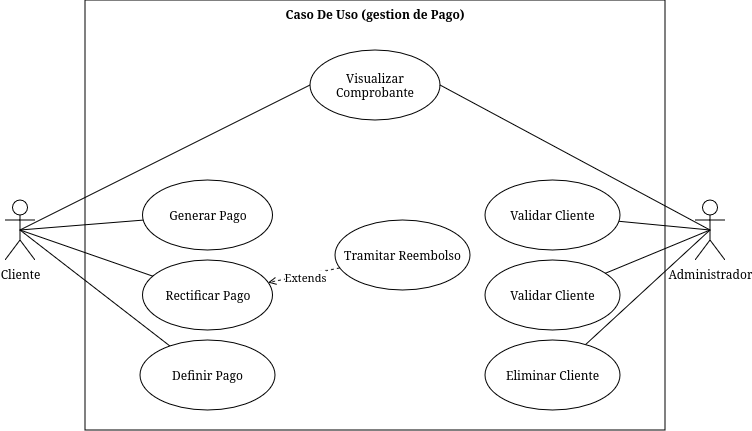 Caso De Uso (gestion de Pago)
Visualizar
Comprobante
Generar Pago
Validar Cliente
Tramitar Reembolso
Cliente
Administrador
Extends
Rectificar Pago
Validar Cliente
Definir Pago
Eliminar Cliente